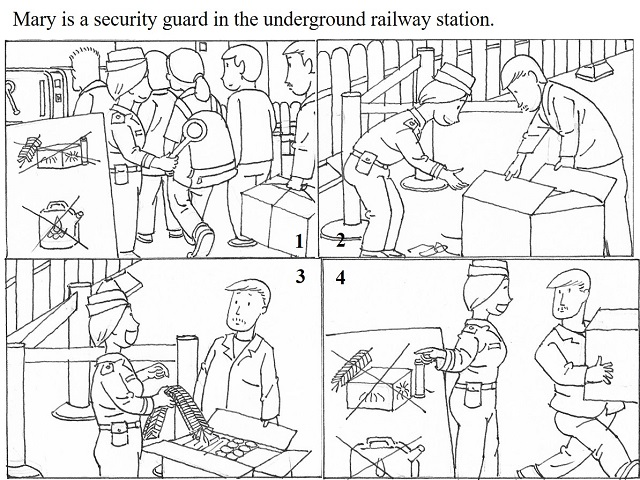 Mary is a security guard in the underground railway station.
1
2
3
4